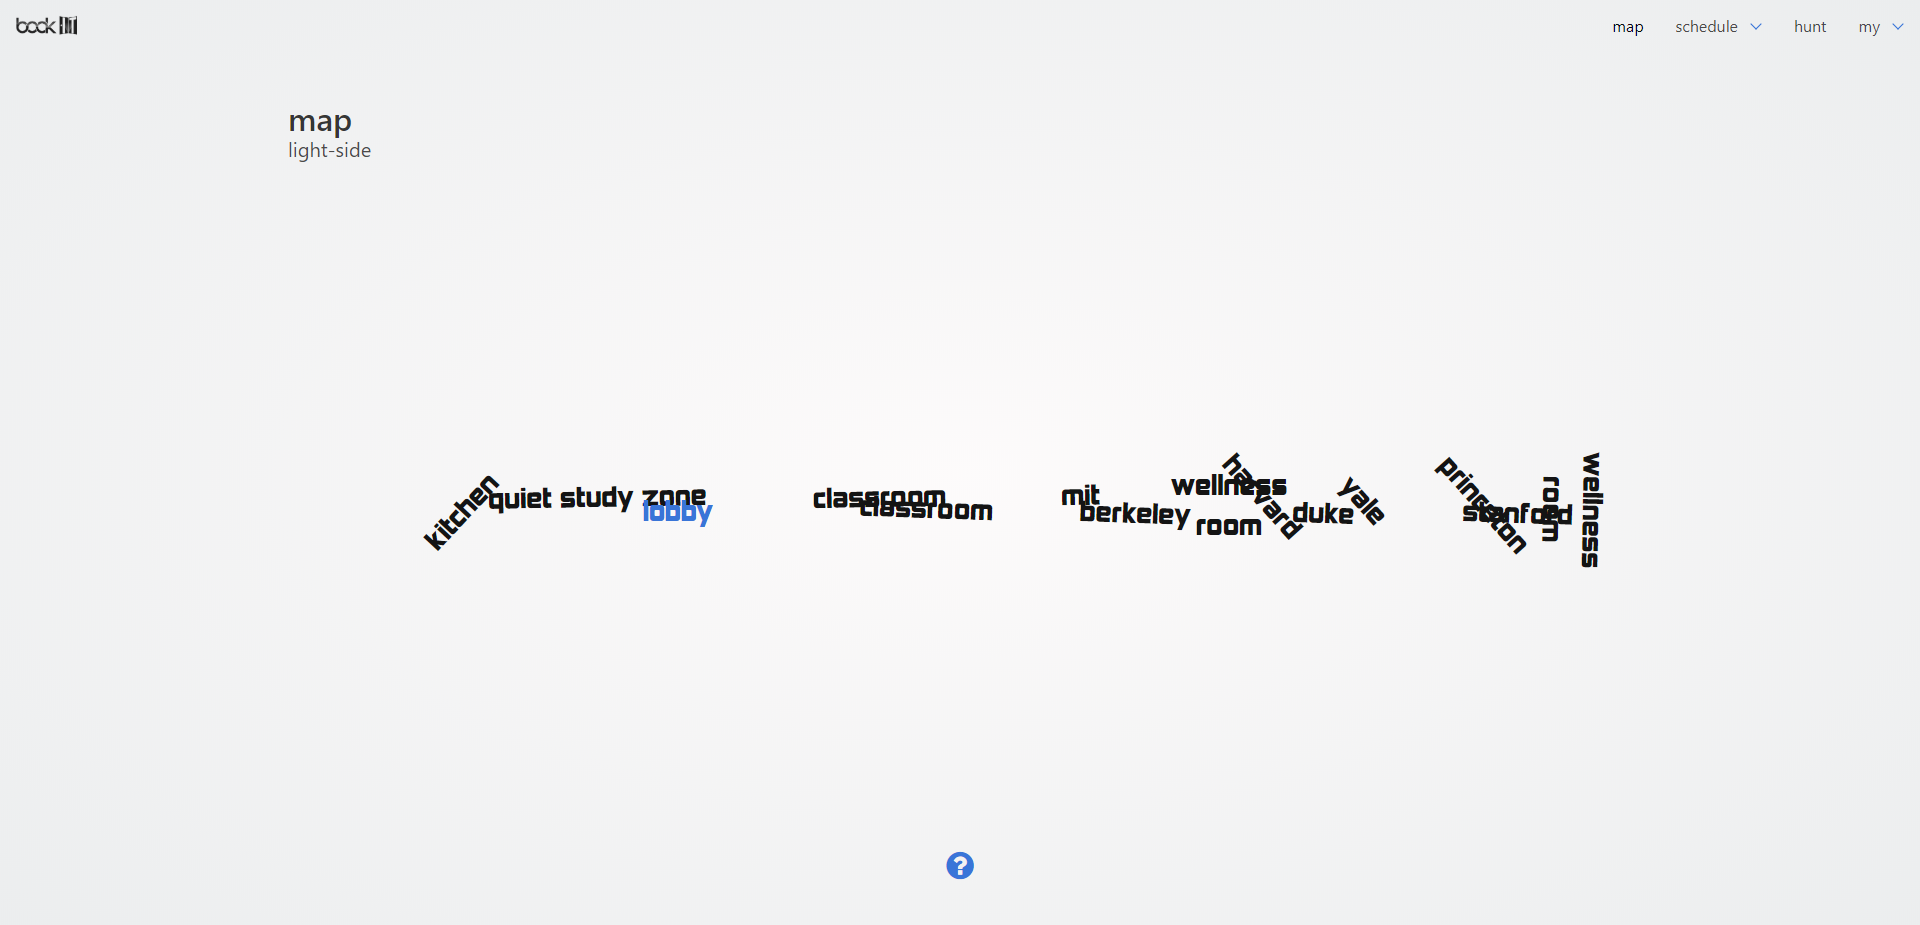 book IT
map
schedule
hunt
my
map
light-side
kitchen
quiet study zone
lobby
classroom
classroom
mit
berkeley
wellness
room
harvard
duke
yale
princeton
stanford
room
wellness
?